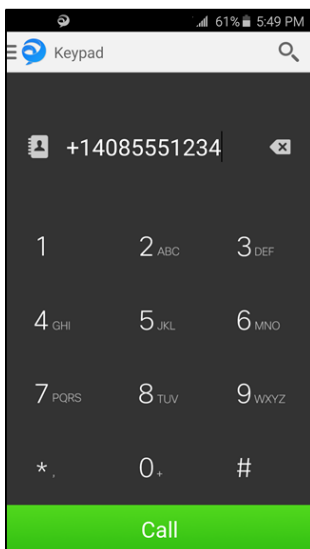 61% 5:49 PM
Keypad
+14085551234
1 2 ABC 3 DEF
4 GHI 5 JKL 6 MNO
7 PQRS 8 TUV 9 WXYZ
* , 0 + #
Call